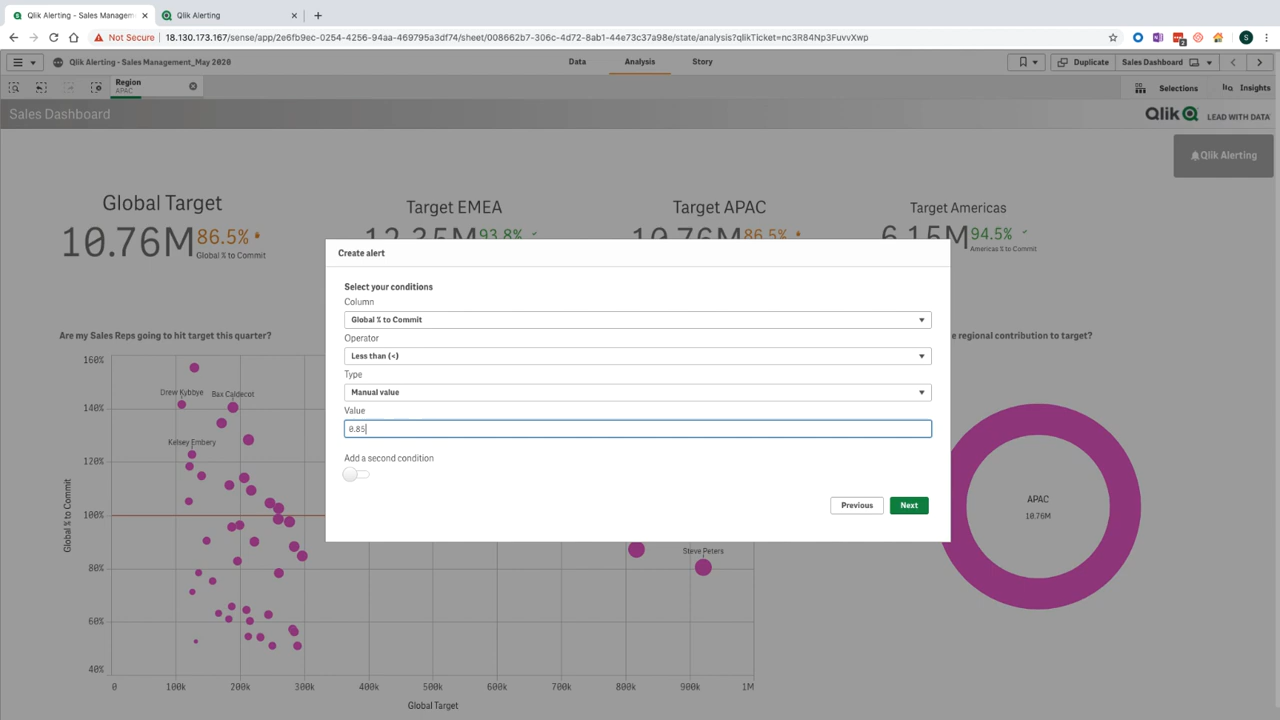 Qlik Alerting - Sales Managem
Qlik Alerting
Not Secure
18.130.173.167/sense/app/2e6fb9ec-0254-4256-94aa-469795a3df74/sheet/008662b7-306c-4d72-8ab1-44e73c37a98e/state/analysis?qlikTicket=nc3R84Np3FuvvXwp
2
S
Qlik Alerting - Sales Management_May 2020
Data
Analysis
Story
Duplicate
Sales Dashboard
Region
APAC
Selections
Insights
Sales Dashboard
Qlik
LEAD WITH DATA
Qlik Alerting
Global Target
10.76M
86.5%
Global % to Commit
Target EMEA
12.35M
93.8%
Target APAC
10.76M
86.5%
Target Americas
6.15M
94.5%
Americas % to Commit
Create alert
Select your conditions
Column
Global % to Commit
Operator
Less than (<)
Type
Manual value
Value
0.85
Add a second condition
Previous
Next
Are my Sales Reps going to hit target this quarter?
160%
140%
120%
100%
80%
60%
40%
Global % to Commit
Drew Kybbye
Bax Caldecot
Kelsey Embery
Steve Peters
0
100k
200k
300k
400k
500k
600k
700k
800k
900k
1M
Global Target
e regional contribution to target?
APAC
10.76M